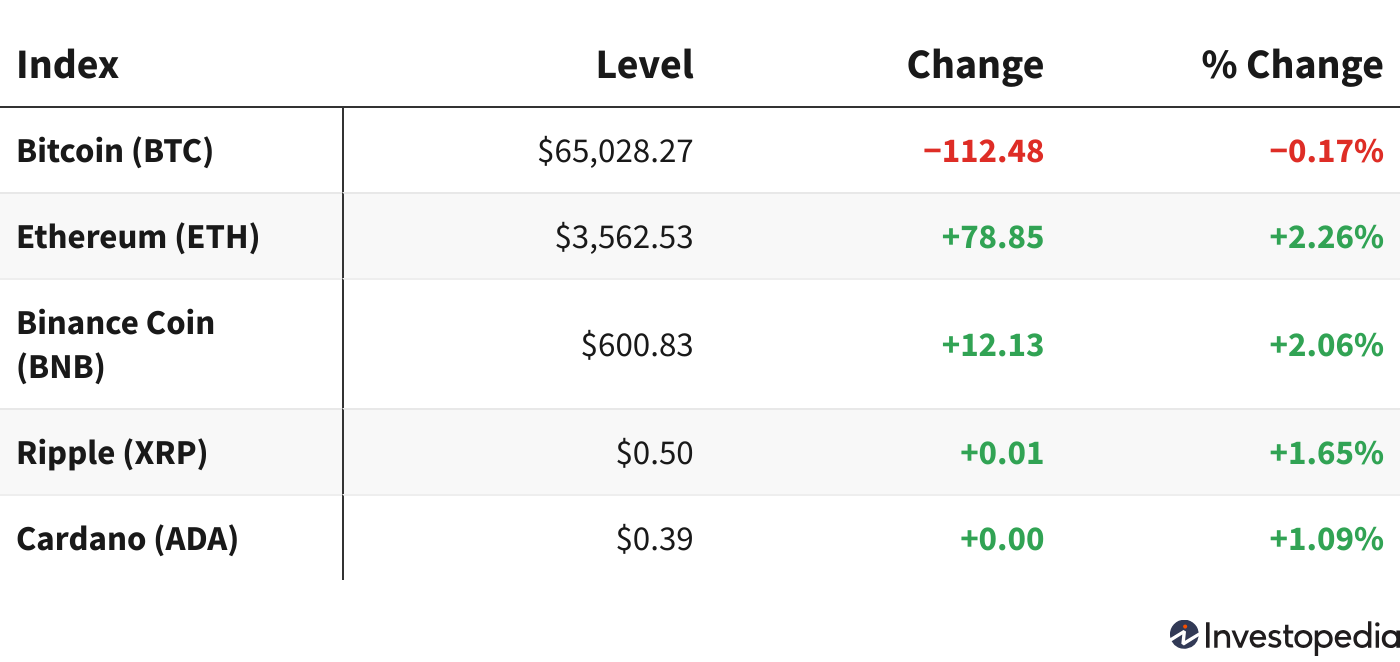 Index Level Change % Change
Bitcoin (BTC) $65,028.27 −112.48 −0.17%
Ethereum (ETH) $3,562.53 +78.85 +2.26%
Binance Coin
(BNB) $600.83 +12.13 +2.06%
Ripple (XRP) $0.50 +0.01 +1.65%
Cardano (ADA) $0.39 +0.00 +1.09%
Investopedia